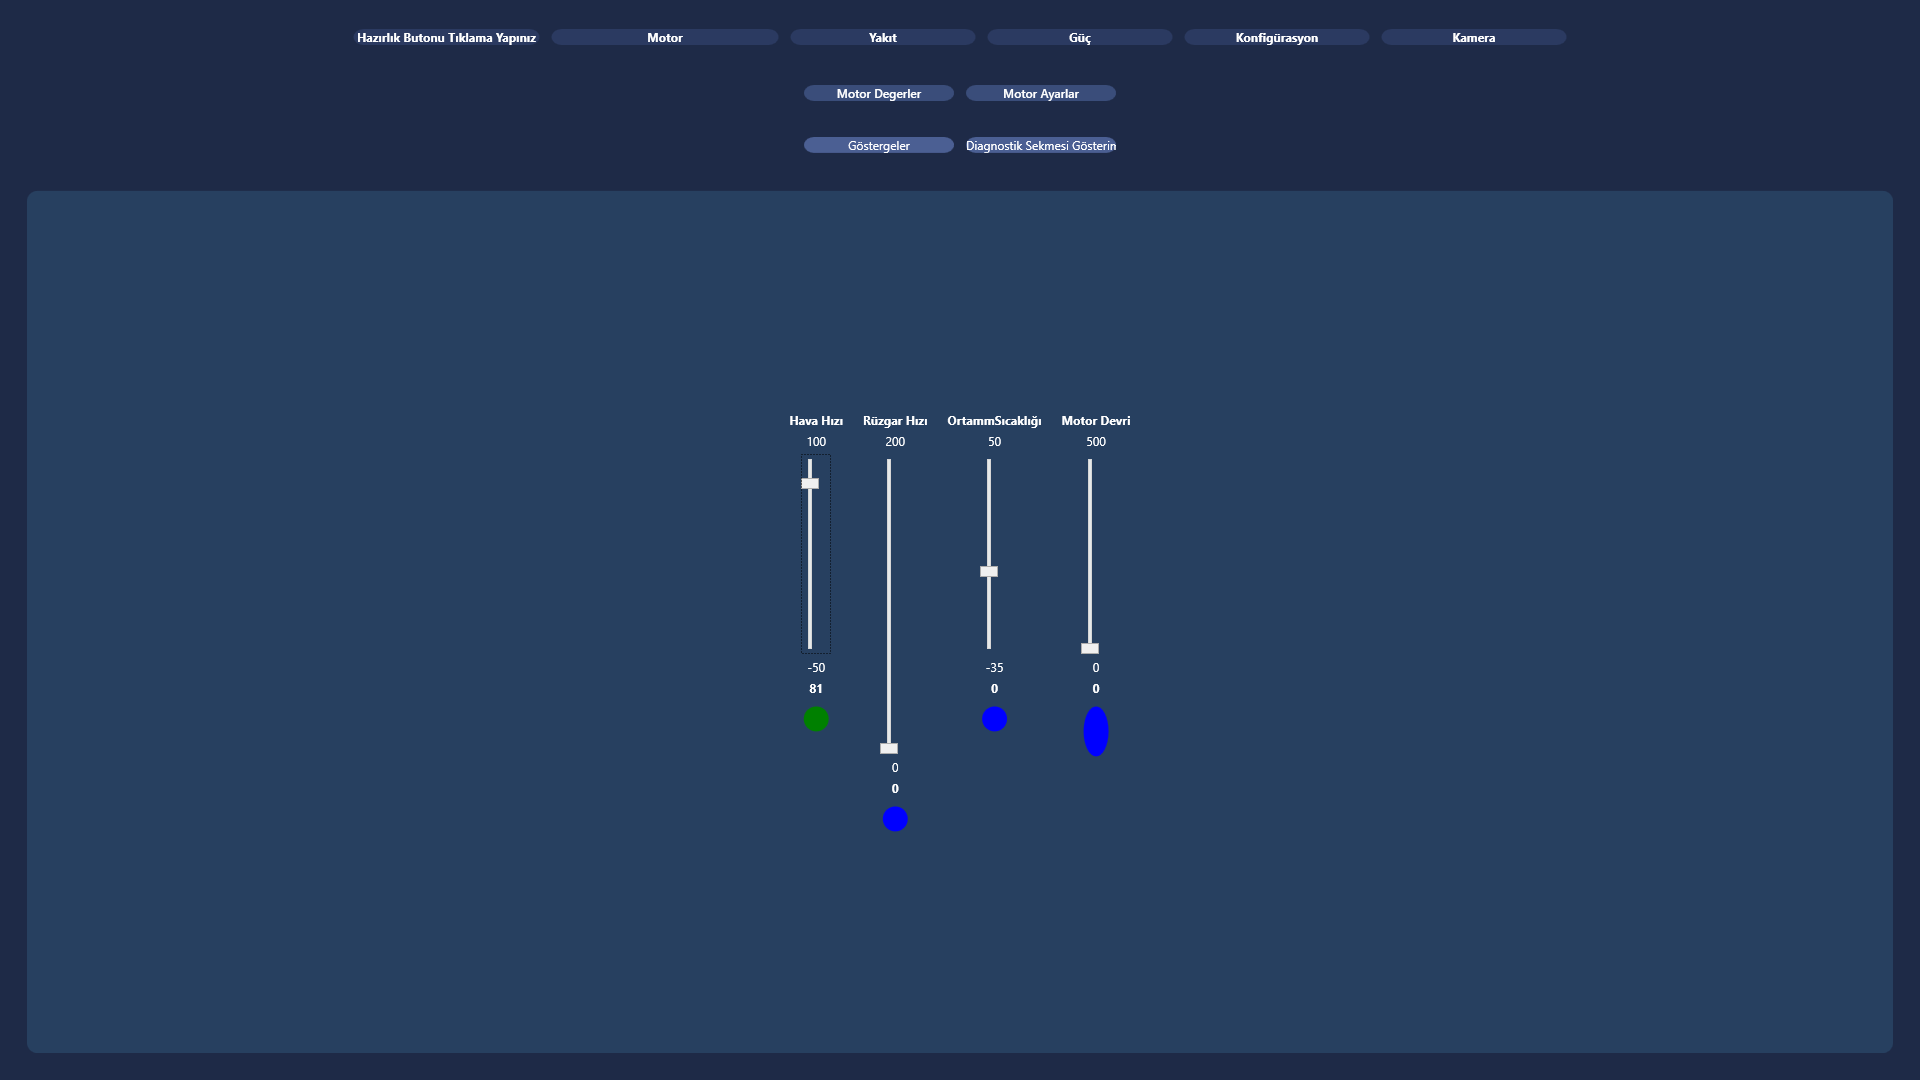 Hazırlık Butonu Tıklama Yapınız
Motor
Yakıt
Güç
Konfigürasyon
Kamera
Motor Degerler
Motor Ayarlar
Göstergeler
Diagnostik Sekmesi Gösterin
Hava Hızı
Rüzgar Hızı
OrtammSıcaklığı
Motor Devri
100
200
50
500
-50
-35
0
81
0
0
0
0